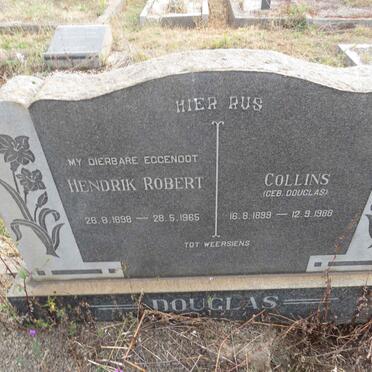 HIER RUS
MY DIERBARE EGGENOOT
HENDRIK ROBERT
28.8.1898 — 28.5.1965
COLLINS
(GEB. DOUGLAS)
16.8.1899 — 12.9.1988
TOT WEERSIENS
DOUGLAS